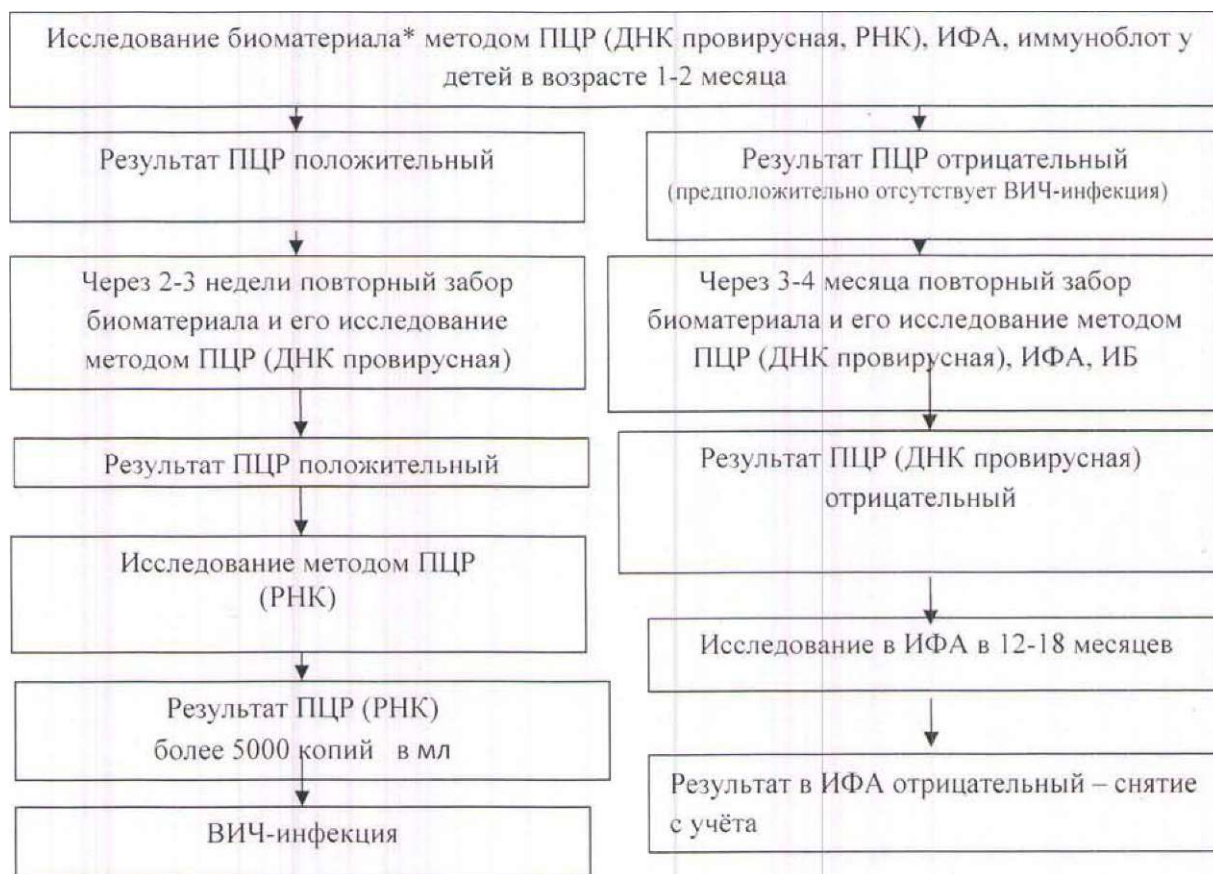 Исследование биоматериала* методом ПЦР (ДНК провирусная, РНК), ИФА, иммуноблот у
детей в возрасте 1-2 месяца
Результат ПЦР положительный
Результат ПЦР отрицательный
(предположительно отсутствует ВИЧ-инфекция)
Через 2-3 недели повторный забор
биоматериала и его исследование
методом ПЦР (ДНК провирусная)
Через 3-4 месяца повторный забор
биоматериала и его исследование методом
ПЦР (ДНК провирусная), ИФА, ИБ
Результат ПЦР положительный
Результат ПЦР (ДНК провирусная)
отрицательный
Исследование методом ПЦР
(РНК)
Исследование в ИФА в 12-18 месяцев
Результат ПЦР (РНК)
более 5000 копий в мл
Результат в ИФА отрицательный – снятие
с учёта
ВИЧ-инфекция